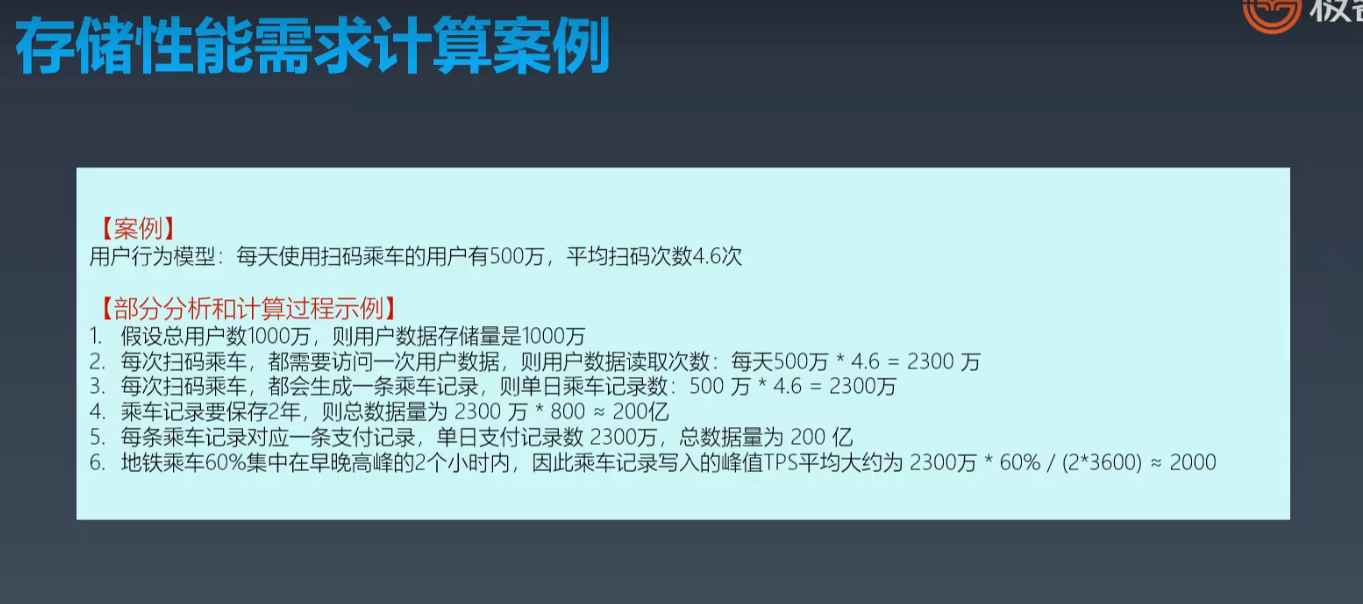 存储性能需求计算案例
【案例】
用户行为模型：每天使用扫码乘车的用户有500万，平均扫码次数4.6次
【部分分析和计算过程示例】
1. 假设总用户数1000万，则用户数据存储量是1000万
2. 每次扫码乘车，都需要访问一次用户数据，则用户数据读取次数：每天500万 * 4.6 = 2300 万
3. 每次扫码乘车，都会生成一条乘车记录，则单日乘车记录数：500 万 * 4.6 = 2300万
4. 乘车记录要保存2年，则总数据量为 2300 万 * 800 ≈ 200亿
5. 每条乘车记录对应一条支付记录，单日支付记录数 2300万，总数据量为 200 亿
6. 地铁乘车60%集中在早晚高峰的2个小时内，因此乘车记录写入的峰值TPS平均大约为 2300万 * 60% / (2*3600) ≈ 2000